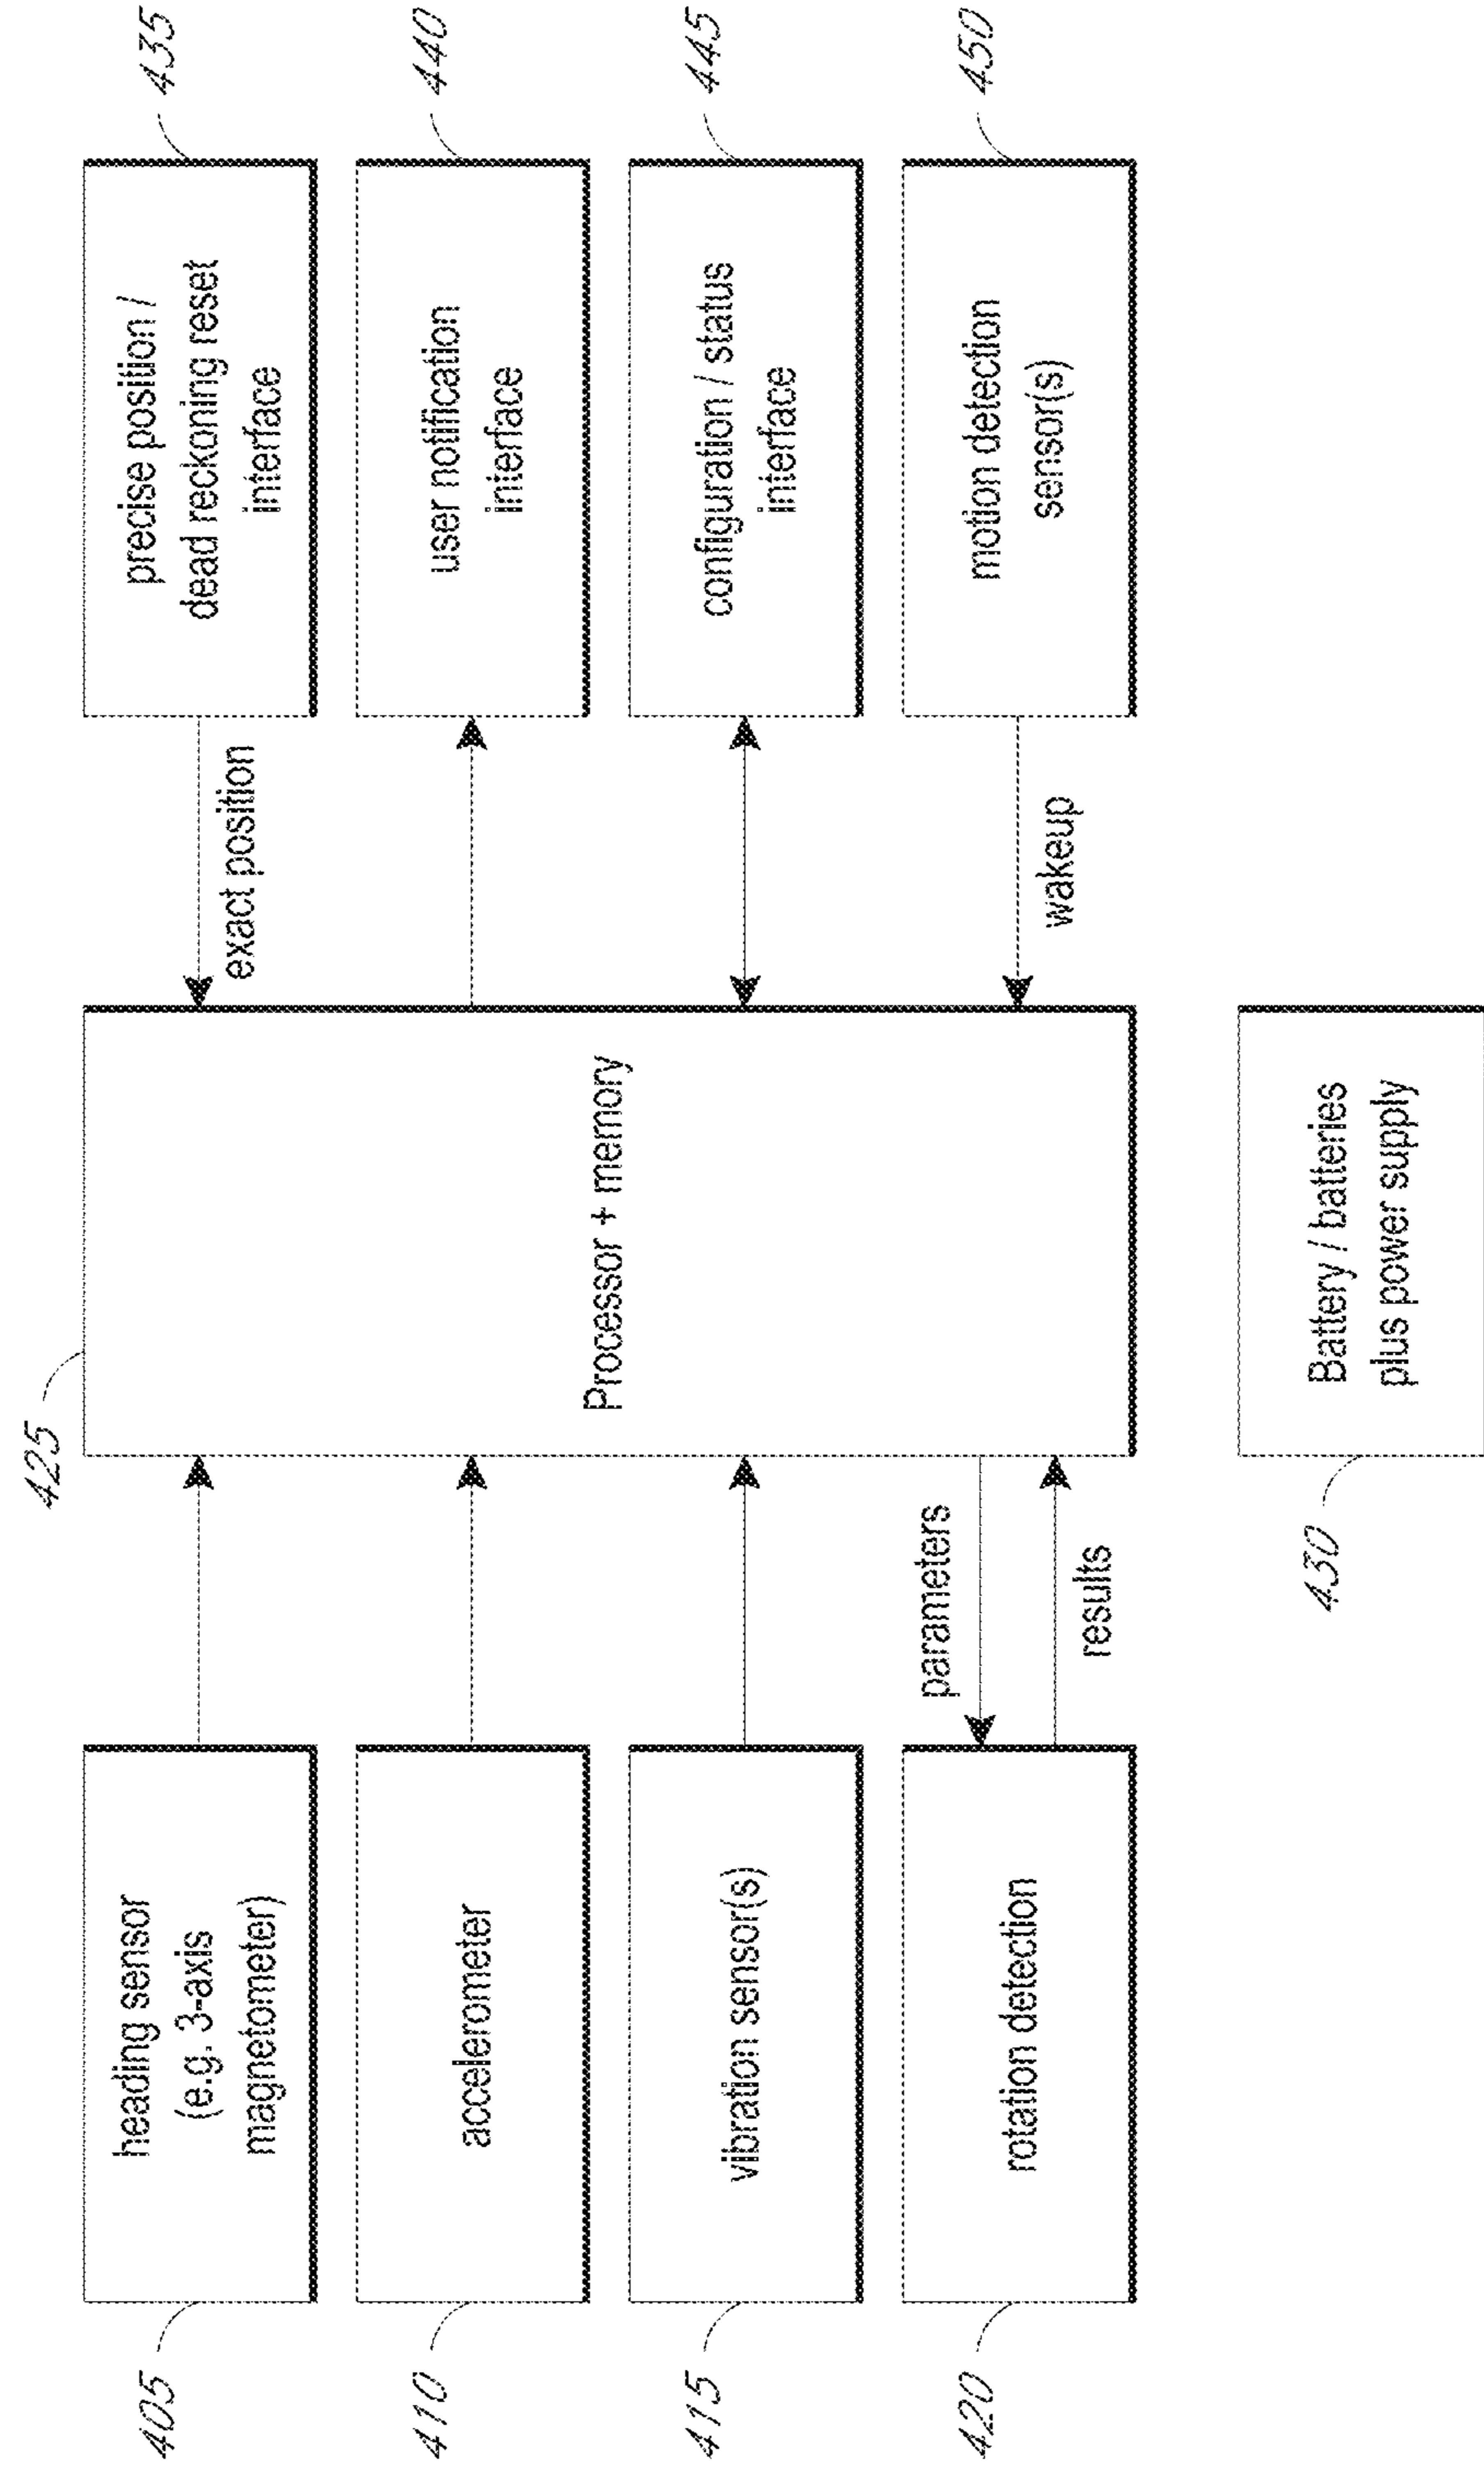 405
heading sensor
(e.g. 3-axis
magnetometer)
410
accelerometer
415
vibration sensor(s)
420
rotation detection
parameters
results
425
Processor + memory
430
Battery / batteries
plus power supply
exact position
wakeup
435
precise position /
dead reckoning reset
interface
440
user notification
interface
445
configuration / status
interface
450
motion detection
sensor(s)